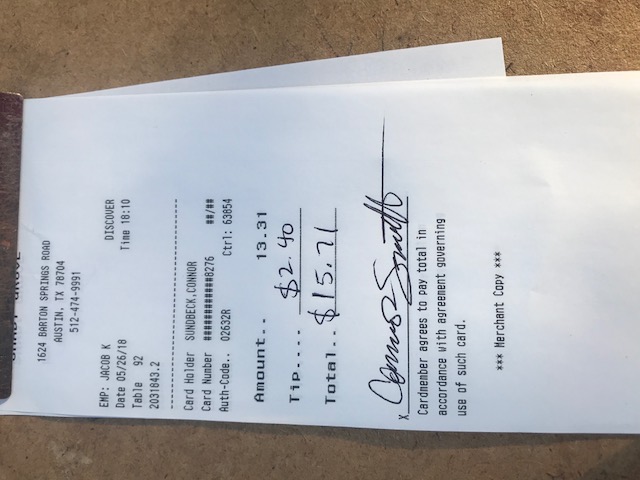 SHADY GROVE
1624 BARTON SPRINGS ROAD
AUSTIN, TX 78704
512-474-9991
EMP: JACOB K DISCOVER
Date 05/26/18 Time 18:10
Table 92
2031843.2
Card Holder SUNDBECK,CONNOR
Card Number ############8276 ##/##
Auth-Code.. 02632R Ctrl: 63854
Amount.. 13.31
Tip.... $2.40
Total.. $15.71
X Connor
Cardmember agrees to pay total in
accordance with agreement governing
use of such card.
*** Merchant Copy ***